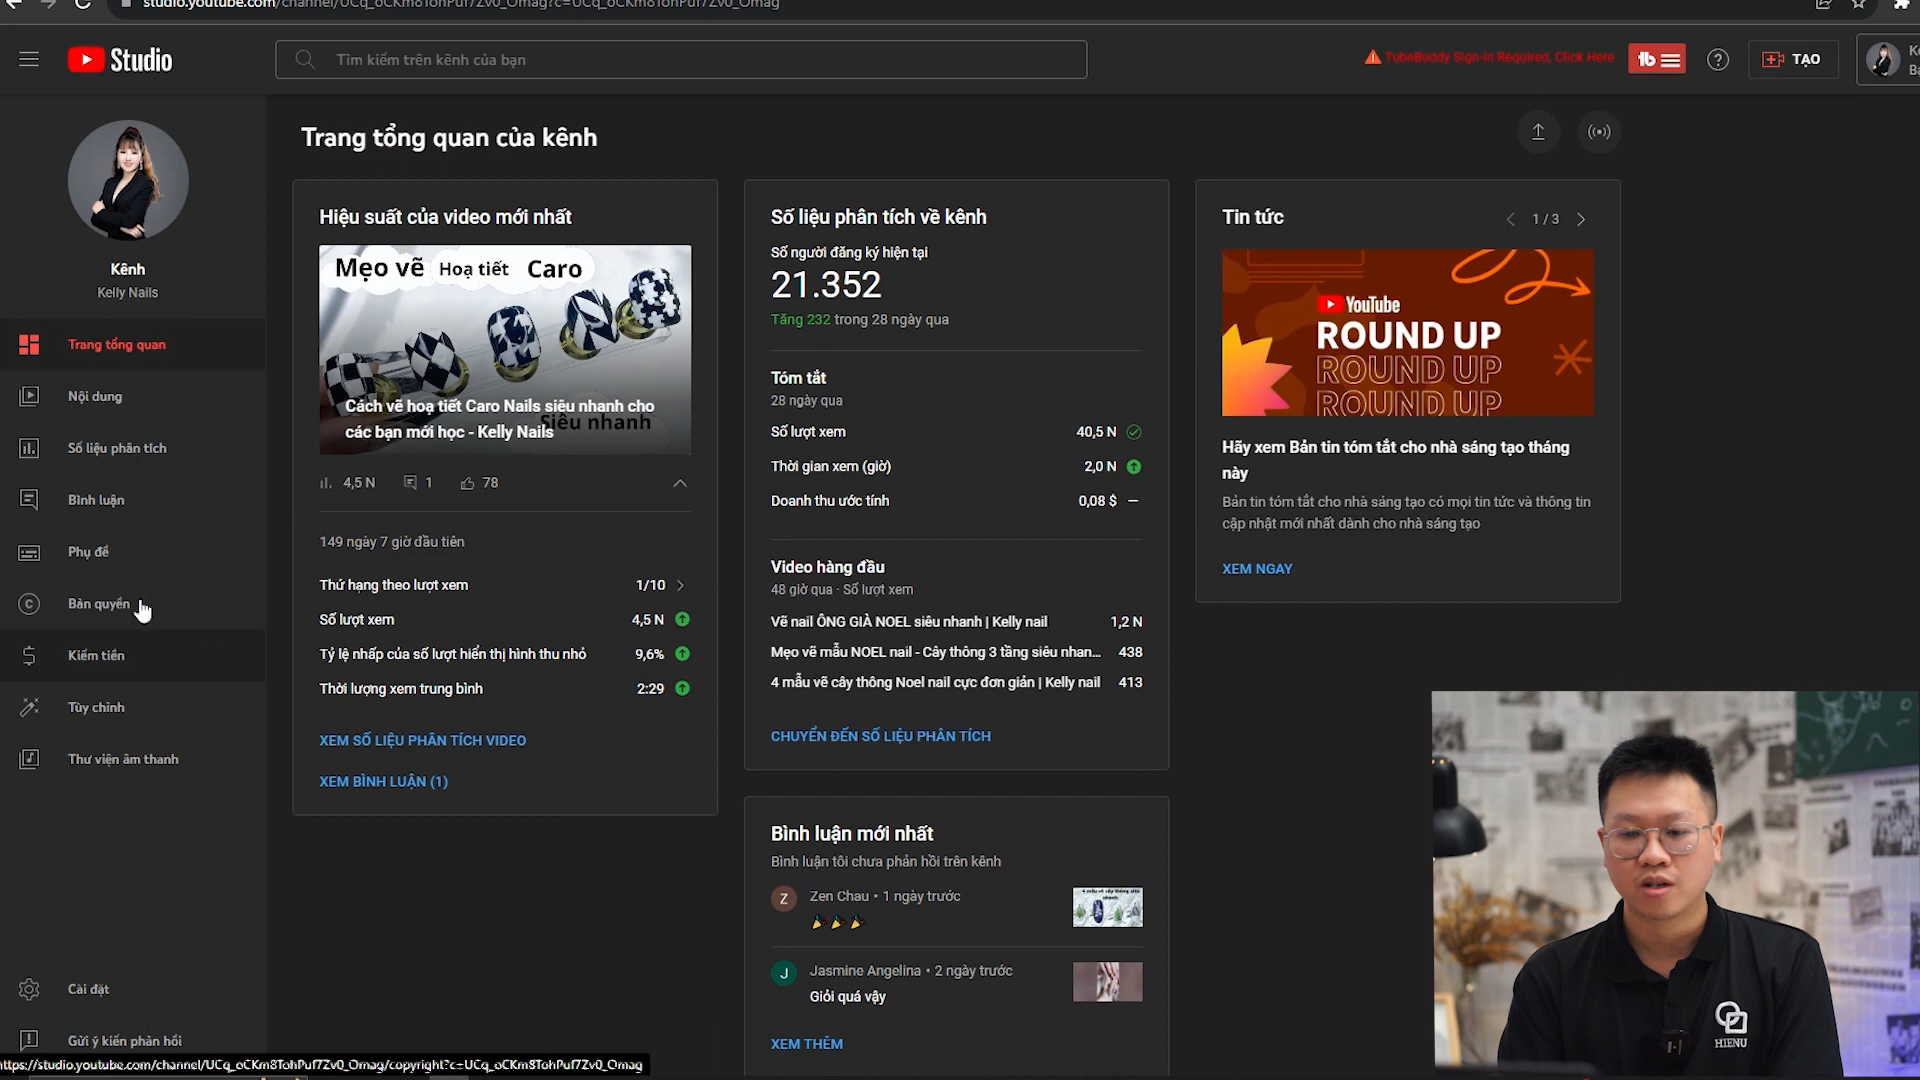 studio.youtube.com/channel/UCq_oCKm8TohPuf7Zv0_Omag?c=UCq_oCKm8TohPuf7Zv0_Omag
Studio
Tìm kiếm trên kênh của bạn
TubeBuddy Sign-in Required, Click Here
TẠO
Kênh
Kelly Nails
Trang tổng quan
Nội dung
Số liệu phân tích
Bình luận
Phụ đề
Bản quyền
Kiếm tiền
Tùy chỉnh
Thư viện âm thanh
Cài đặt
Gửi ý kiến phản hồi
Trang tổng quan của kênh
Hiệu suất của video mới nhất
Mẹo vẽ Hoạ tiết Caro
Siêu nhanh
Cách vẽ hoạ tiết Caro Nails siêu nhanh cho
các bạn mới học - Kelly Nails
4,5 N 1 78
149 ngày 7 giờ đầu tiên
Thứ hạng theo lượt xem 1/10
Số lượt xem 4,5 N
Tỷ lệ nhấp của số lượt hiển thị hình thu nhỏ 9,6%
Thời lượng xem trung bình 2:29
XEM SỐ LIỆU PHÂN TÍCH VIDEO
XEM BÌNH LUẬN (1)
Số liệu phân tích về kênh
Số người đăng ký hiện tại
21.352
Tăng 232 trong 28 ngày qua
Tóm tắt
28 ngày qua
Số lượt xem 40,5 N
Thời gian xem (giờ) 2,0 N
Doanh thu ước tính 0,08 $ —
Video hàng đầu
48 giờ qua · Số lượt xem
Vẽ nail ÔNG GIÀ NOEL siêu nhanh | Kelly nail 1,2 N
Mẹo vẽ mẫu NOEL nail - Cây thông 3 tầng siêu nhan... 438
4 mẫu vẽ cây thông Noel nail cực đơn giản | Kelly nail 413
CHUYỂN ĐẾN SỐ LIỆU PHÂN TÍCH
Bình luận mới nhất
Bình luận tôi chưa phản hồi trên kênh
Z Zen Chau • 1 ngày trước
J Jasmine Angelina • 2 ngày trước
Giỏi quá vậy
XEM THÊM
Tin tức
1 / 3
YouTube
ROUND UP
ROUND UP
ROUND UP
Hãy xem Bản tin tóm tắt cho nhà sáng tạo tháng
này
Bản tin tóm tắt cho nhà sáng tạo có mọi tin tức và thông tin
cập nhật mới nhất dành cho nhà sáng tạo
XEM NGAY
HIENU
https://studio.youtube.com/channel/UCq_oCKm8TohPuf7Zv0_Omag/copyright?c=UCq_oCKm8TohPuf7Zv0_Omag